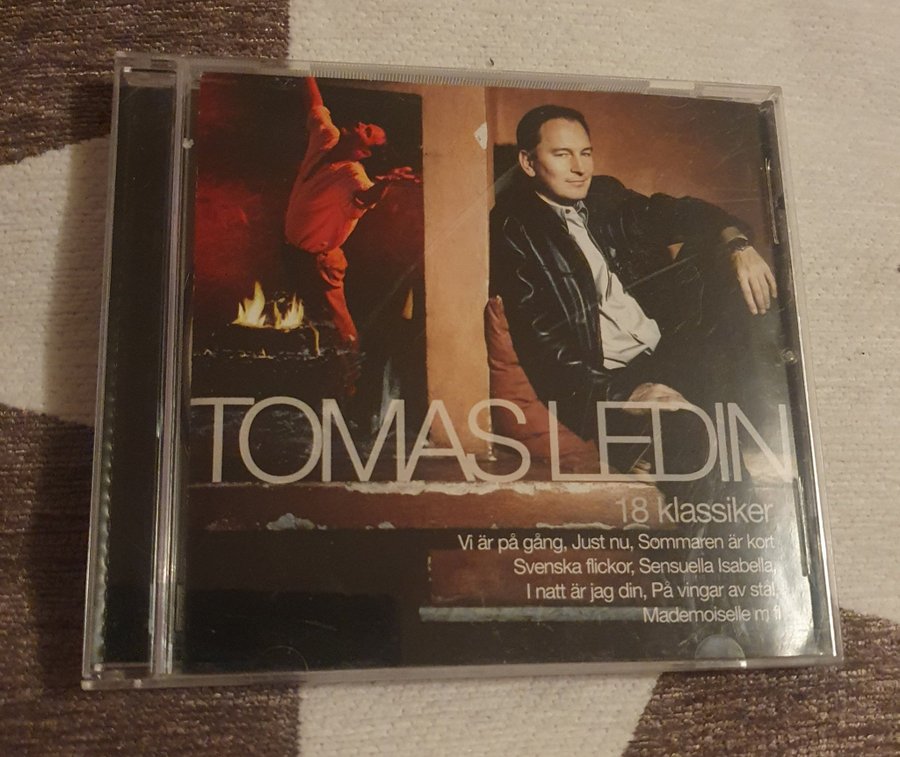 TOMAS LEDIN
18 klassiker
Vi är på gång, Just nu, Sommaren är kort
Svenska flickor, Sensuella Isabella,
I natt är jag din, På vingar av stål,
Mademoiselle m fl